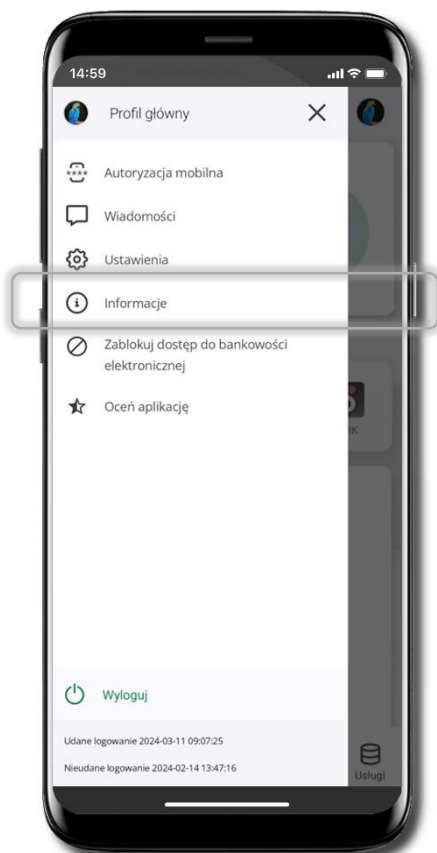 14:59
Profil główny
Autoryzacja mobilna
Wiadomości
Ustawienia
Informacje
Zablokuj dostęp do bankowości
elektronicznej
Oceń aplikację
IK
Wyloguj
Udane logowanie 2024-03-11 09:07:25
Nieudane logowanie 2024-02-14 13:47:16
Usługi